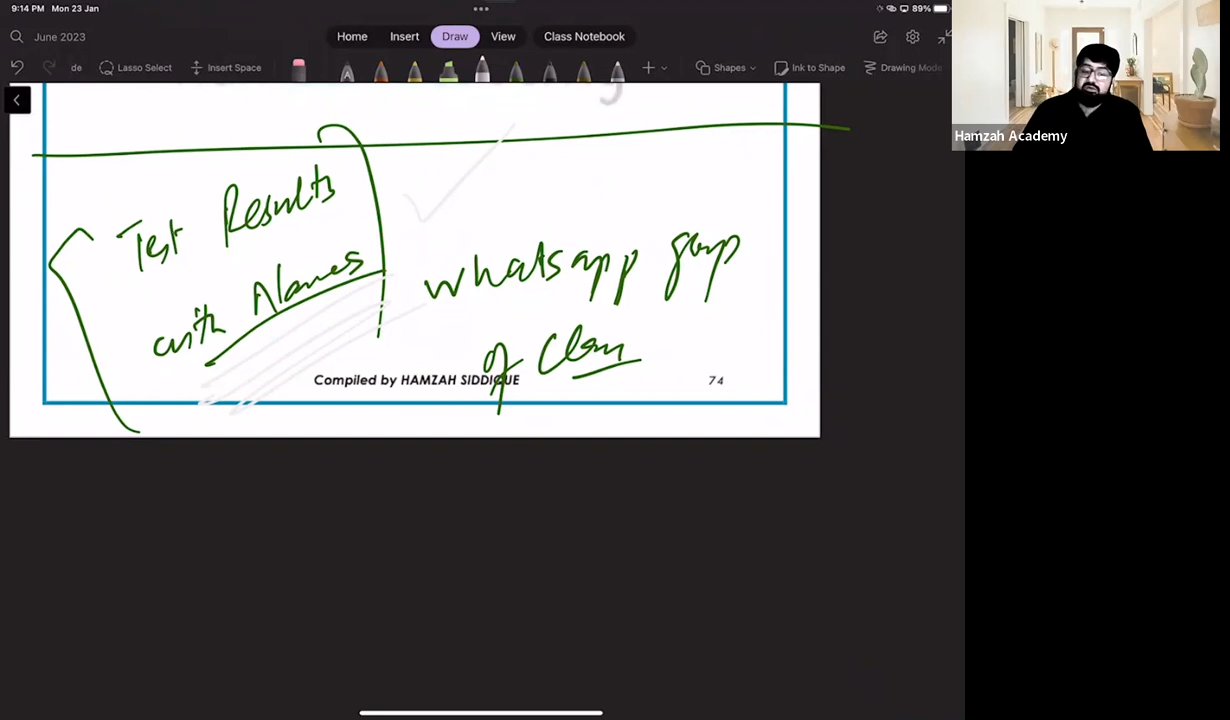 9:14 PM Mon 23 Jan
89%
June 2023
Home Insert Draw View Class Notebook
de Lasso Select Insert Space
Shapes Ink to Shape Drawing Mode
Hamzah Academy
Test Results
with Names
whatsapp
of Class
Compiled by HAMZAH SIDDIQUE 74